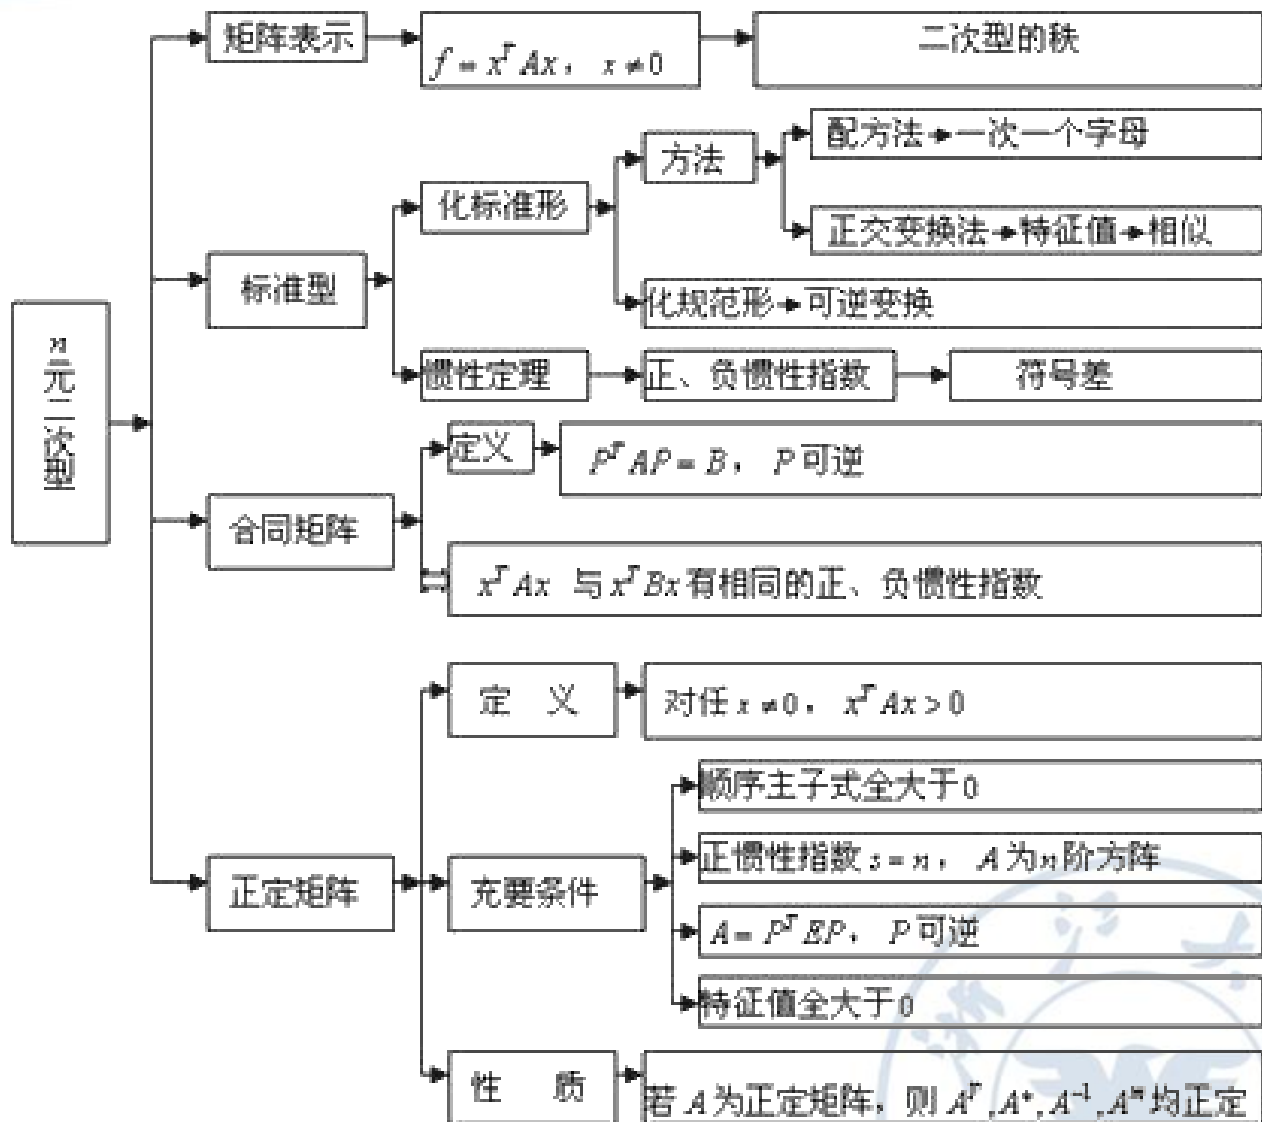 矩阵表示
f = x^T Ax, x ≠ 0
二次型的秩
n元二次型
标准型
化标准形
方法
配方法→一次一个字母
正交变换法→特征值→相似
化规范形→可逆变换
惯性定理
正、负惯性指数
符号差
合同矩阵
定义
P^T AP = B, P可逆
x^T Ax 与 x^T Bx 有相同的正、负惯性指数
正定矩阵
定 义
对任 x ≠ 0, x^T Ax > 0
充要条件
顺序主子式全大于0
正惯性指数 s = n, A为n阶方阵
A = P^T EP, P可逆
特征值全大于0
性 质
若 A 为正定矩阵, 则 A^T, A*, A^-1, A^m 均正定